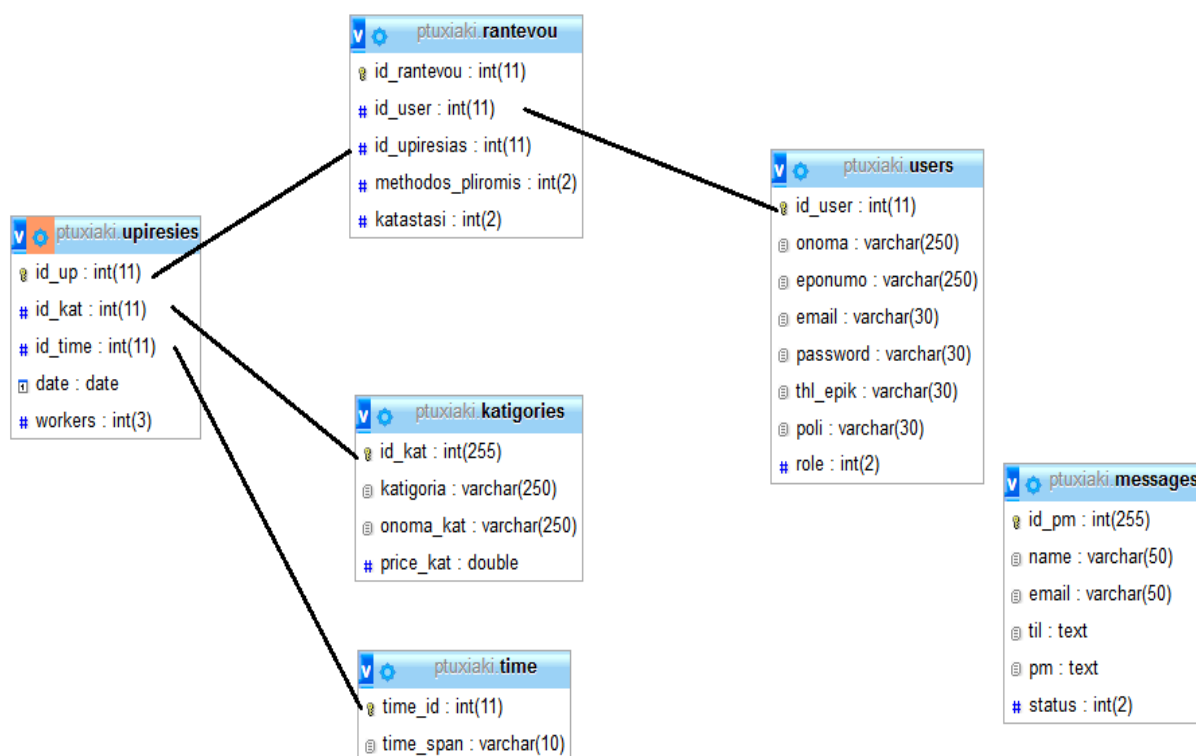 ptuxiaki.rantevou
id_rantevou : int(11)
# id_user : int(11)
# id_upiresias : int(11)
# methodos_pliromis : int(2)
# katastasi : int(2)
ptuxiaki.users
id_user : int(11)
onoma : varchar(250)
eponumo : varchar(250)
email : varchar(30)
password : varchar(30)
thl_epik : varchar(30)
poli : varchar(30)
# role : int(2)
ptuxiaki.upiresies
id_up : int(11)
# id_kat : int(11)
# id_time : int(11)
date : date
# workers : int(3)
ptuxiaki.katigories
id_kat : int(255)
katigoria : varchar(250)
onoma_kat : varchar(250)
# price_kat : double
ptuxiaki.messages
id_pm : int(255)
name : varchar(50)
email : varchar(50)
til : text
pm : text
# status : int(2)
ptuxiaki.time
time_id : int(11)
time_span : varchar(10)